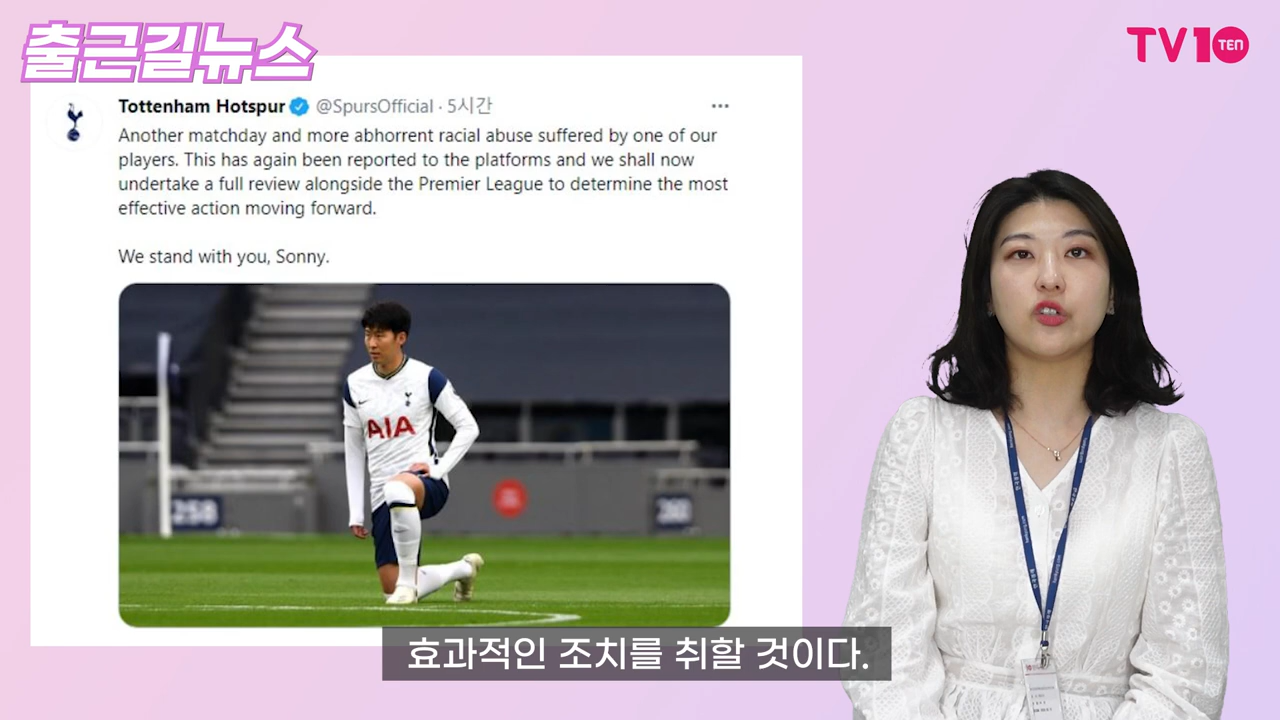 출근길뉴스
TV10 TEN
Tottenham Hotspur @SpursOfficial · 5시간
Another matchday and more abhorrent racial abuse suffered by one of our
players. This has again been reported to the platforms and we shall now
undertake a full review alongside the Premier League to determine the most
effective action moving forward.
We stand with you, Sonny.
AIA
258
효과적인 조치를 취할 것이다.